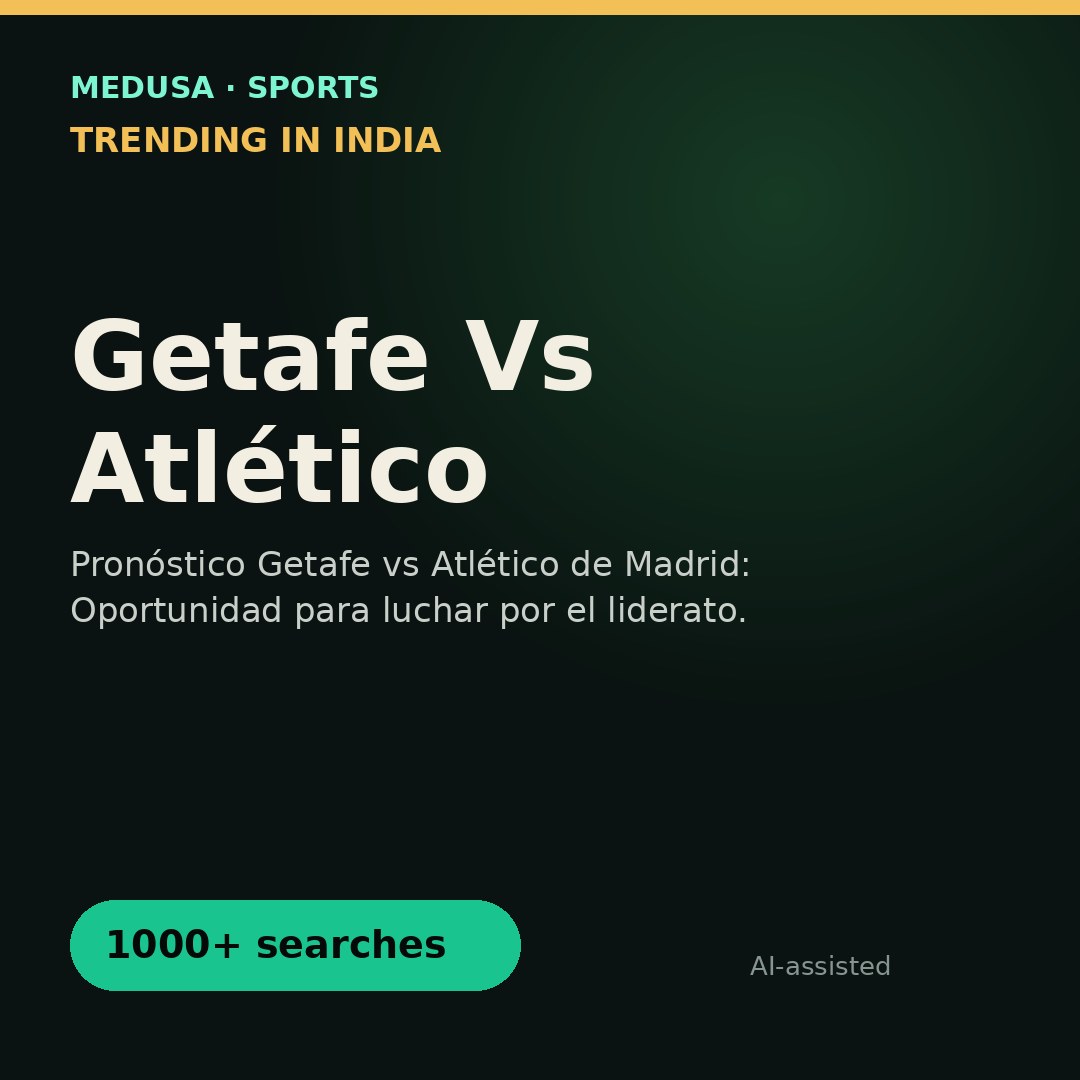 MEDUSA · SPORTS
TRENDING IN INDIA
Getafe Vs
Atlético
Pronóstico Getafe vs Atlético de Madrid:
Oportunidad para luchar por el liderato.
1000+ searches
AI-assisted